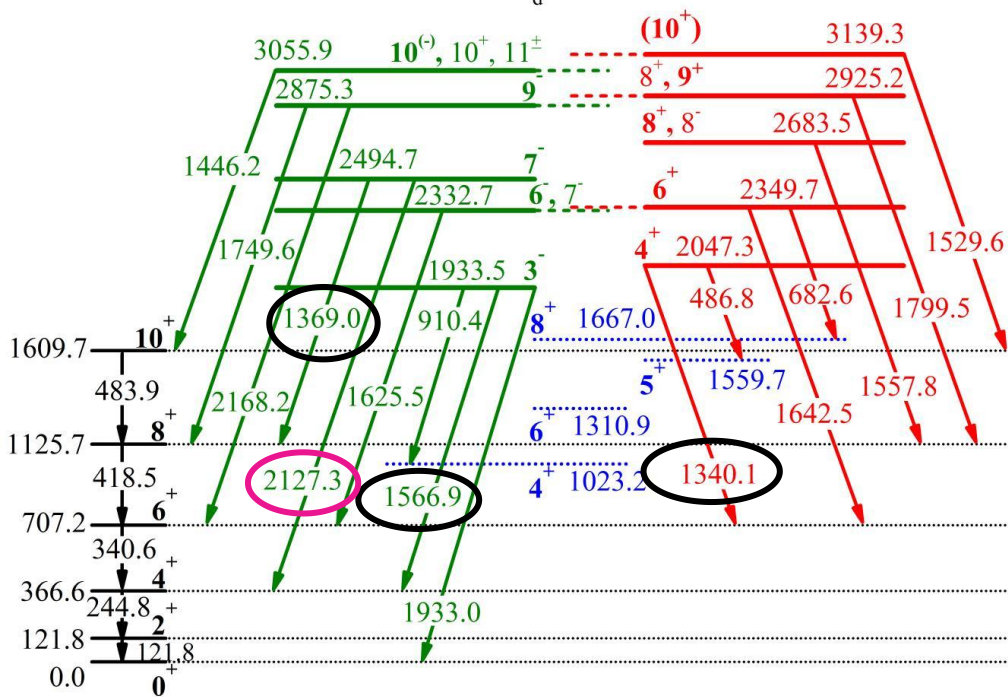 d
3055.9 10(-), 10+, 11± (10+) 3139.3
2875.3 9- 8+, 9+ 2925.2
8+, 8- 2683.5
1446.2 2494.7 7-
2332.7 6-, 7- 6+ 2349.7
1749.6 1933.5 3- 4+ 2047.3 1529.6
1369.0 910.4 8+ 1667.0 486.8 682.6 1799.5
1609.7 10+
5+ 1559.7
483.9 2168.2 1625.5 6+ 1310.9 1642.5 1557.8
1125.7 8+
418.5 2127.3 1566.9 4+ 1023.2 1340.1
707.2 6+
340.6
366.6 4+
244.8 1933.0
121.8 2+
121.8
0.0 0+